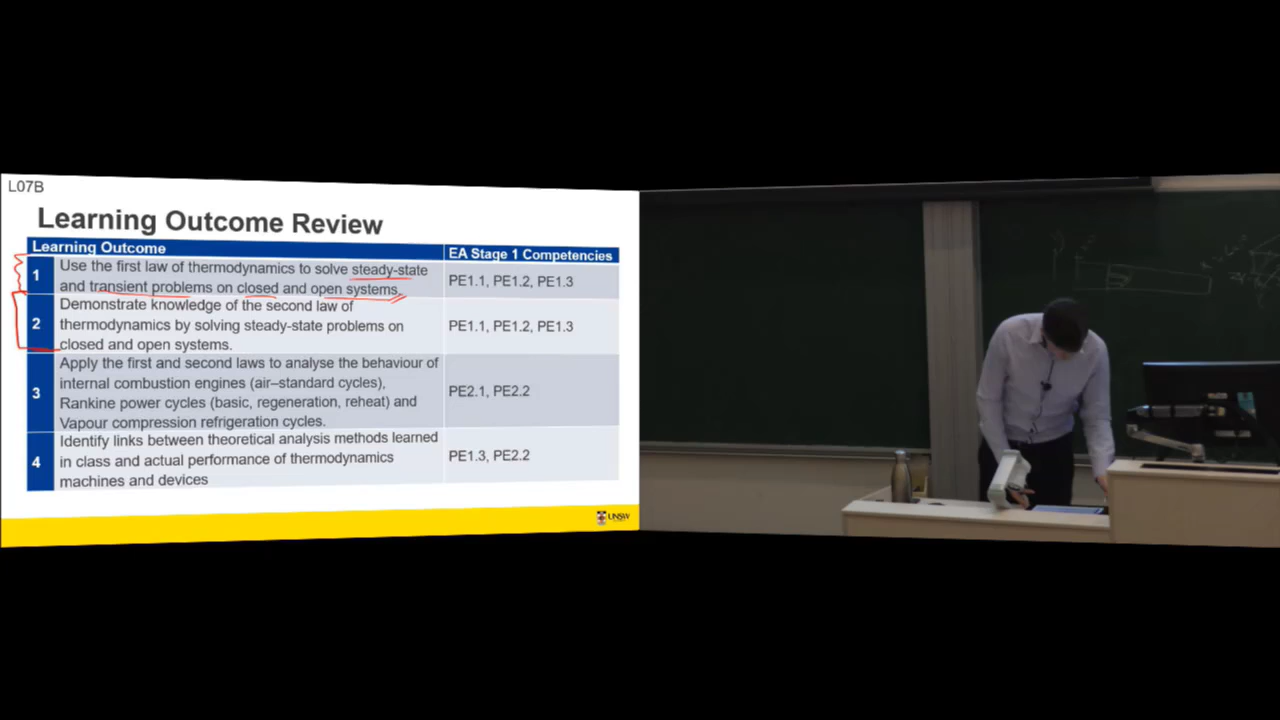 L07B
Learning Outcome Review
Learning Outcome
EA Stage 1 Competencies
1
Use the first law of thermodynamics to solve steady-state
and transient problems on closed and open systems.
PE1.1, PE1.2, PE1.3
2
Demonstrate knowledge of the second law of
thermodynamics by solving steady-state problems on
closed and open systems.
PE1.1, PE1.2, PE1.3
3
Apply the first and second laws to analyse the behaviour of
internal combustion engines (air–standard cycles),
Rankine power cycles (basic, regeneration, reheat) and
Vapour compression refrigeration cycles.
PE2.1, PE2.2
4
Identify links between theoretical analysis methods learned
in class and actual performance of thermodynamics
machines and devices
PE1.3, PE2.2
UNSW